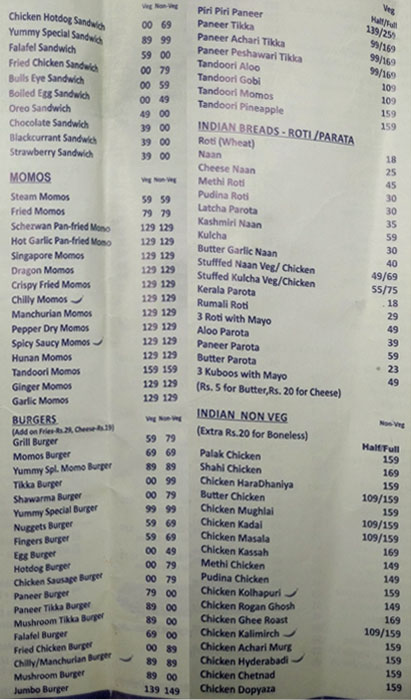 Veg Non-Veg
Chicken Hotdog Sandwich 00 69
Yummy Special Sandwich 89 99
Falafel Sandwich 59 00
Fried Chicken Sandwich 00 79
Bulls Eye Sandwich 00 59
Boiled Egg Sandwich 00 49
Oreo Sandwich 49 00
Chocolate Sandwich 39 00
Blackcurrant Sandwich 39 00
Strawberry Sandwich 39 00
MOMOS Veg Non-Veg
Steam Momos 59 59
Fried Momos 79 79
Schezwan Pan-fried Momo 129 129
Hot Garlic Pan-fried Momo 129 129
Singapore Momos 129 129
Dragon Momos 129 129
Crispy Fried Momos 129 129
Chilly Momos 129 129
Manchurian Momos 129 129
Pepper Dry Momos 129 129
Spicy Saucy Momos 129 129
Hunan Momos 129 129
Tandoori Momos 159 159
Ginger Momos 129 129
Garlic Momos 129 129
BURGERS Veg Non-Veg
(Add on Fries-Rs.29, Cheese-Rs.19)
Grill Burger 59 79
Momos Burger 69 69
Yummy Spl. Momo Burger 89 89
Tikka Burger 00 99
Shawarma Burger 00 79
Yummy Special Burger 99 99
Nuggets Burger 59 69
Fingers Burger 59 69
Egg Burger 00 49
Hotdog Burger 00 79
Chicken Sausage Burger 00 79
Paneer Burger 79 00
Paneer Tikka Burger 89 00
Mushroom Tikka Burger 89 00
Falafel Burger 69 00
Fried Chicken Burger 00 89
Chilly/Manchurian Burger 89 89
Mushroom Burger 89 00
Jumbo Burger 139 149
Veg
Half/Full
Piri Piri Paneer 139/259
Paneer Tikka 99/169
Paneer Achari Tikka 99/169
Paneer Peshawari Tikka 99/169
Tandoori Aloo 109
Tandoori Gobi 109
Tandoori Momos 159
Tandoori Pineapple 159
INDIAN BREADS - ROTI /PARATA
Roti (Wheat) 18
Naan 25
Cheese Naan 45
Methi Roti 30
Pudina Roti 30
Latcha Parota 35
Kashmiri Naan 59
Kulcha 30
Butter Garlic Naan 40
Stufffed Naan Veg/ Chicken 49/69
Stuffed Kulcha Veg/Chicken 55/75
Kerala Parota 18
Rumali Roti 29
3 Roti with Mayo 49
Aloo Parota 39
Paneer Parota 59
Butter Parota 23
3 Kuboos with Mayo 49
(Rs. 5 for Butter,Rs. 20 for Cheese)
INDIAN NON VEG Non-Veg
(Extra Rs.20 for Boneless) Half/Full
Palak Chicken 159
Shahi Chicken 169
Chicken HaraDhaniya 159
Butter Chicken 109/159
Chicken Mughlai 159
Chicken Kadai 109/159
Chicken Masala 109/159
Chicken Kassah 169
Methi Chicken 149
Pudina Chicken 149
Chicken Kolhapuri 159
Chicken Rogan Ghosh 149
Chicken Ghee Roast 169
Chicken Kalimirch 109/159
Chicken Achari Murg 159
Chicken Hyderabadi 159
Chicken Chetnad 159
Chicken Dopyaza 159